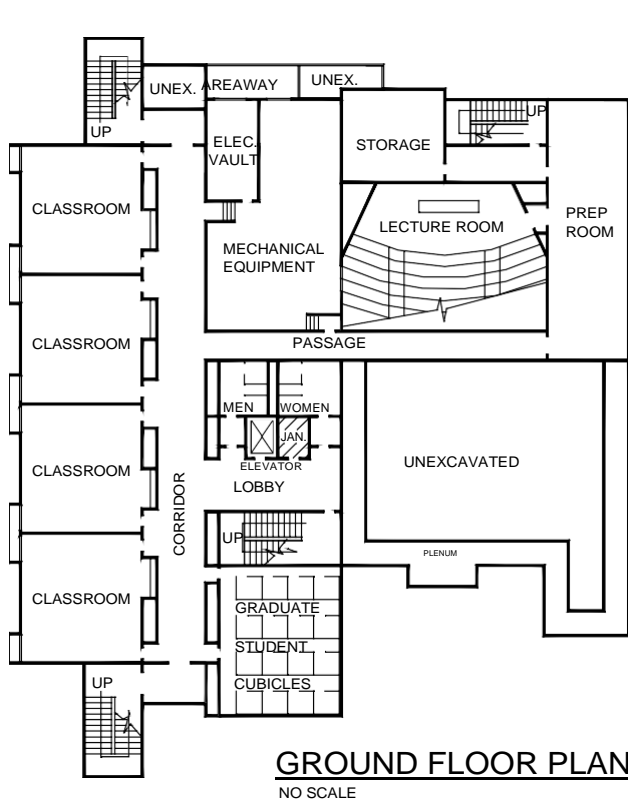 UNEX.
AREAWAY
UNEX.
UP
UP
ELEC.
VAULT
STORAGE
CLASSROOM
LECTURE ROOM
PREP
ROOM
MECHANICAL
EQUIPMENT
CLASSROOM
PASSAGE
MEN
WOMEN
JAN.
ELEVATOR
CLASSROOM
UNEXCAVATED
LOBBY
CORRIDOR
UP
PLENUM
CLASSROOM
GRADUATE
STUDENT
CUBICLES
UP
GROUND FLOOR PLAN
NO SCALE